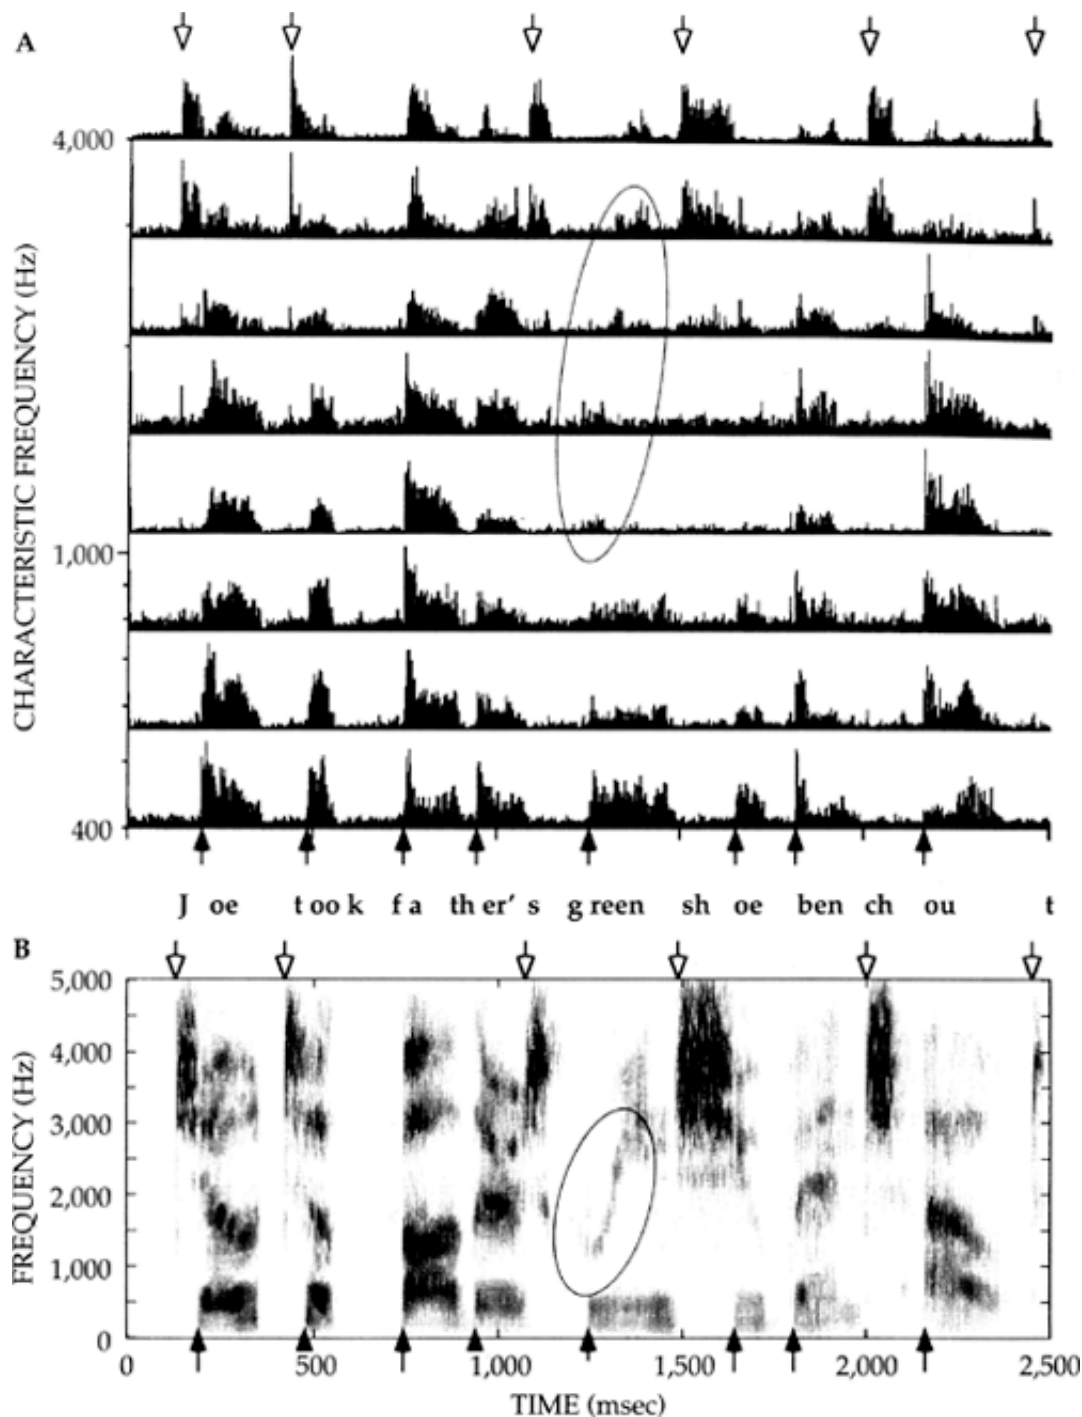 A
4,000
1,000
400
CHARACTERISTIC FREQUENCY (Hz)
J oe t oo k f a th er' s g reen sh oe ben ch ou t
B
5,000
4,000
3,000
2,000
1,000
0
FREQUENCY (Hz)
0 500 1,000 1,500 2,000 2,500
TIME (msec)